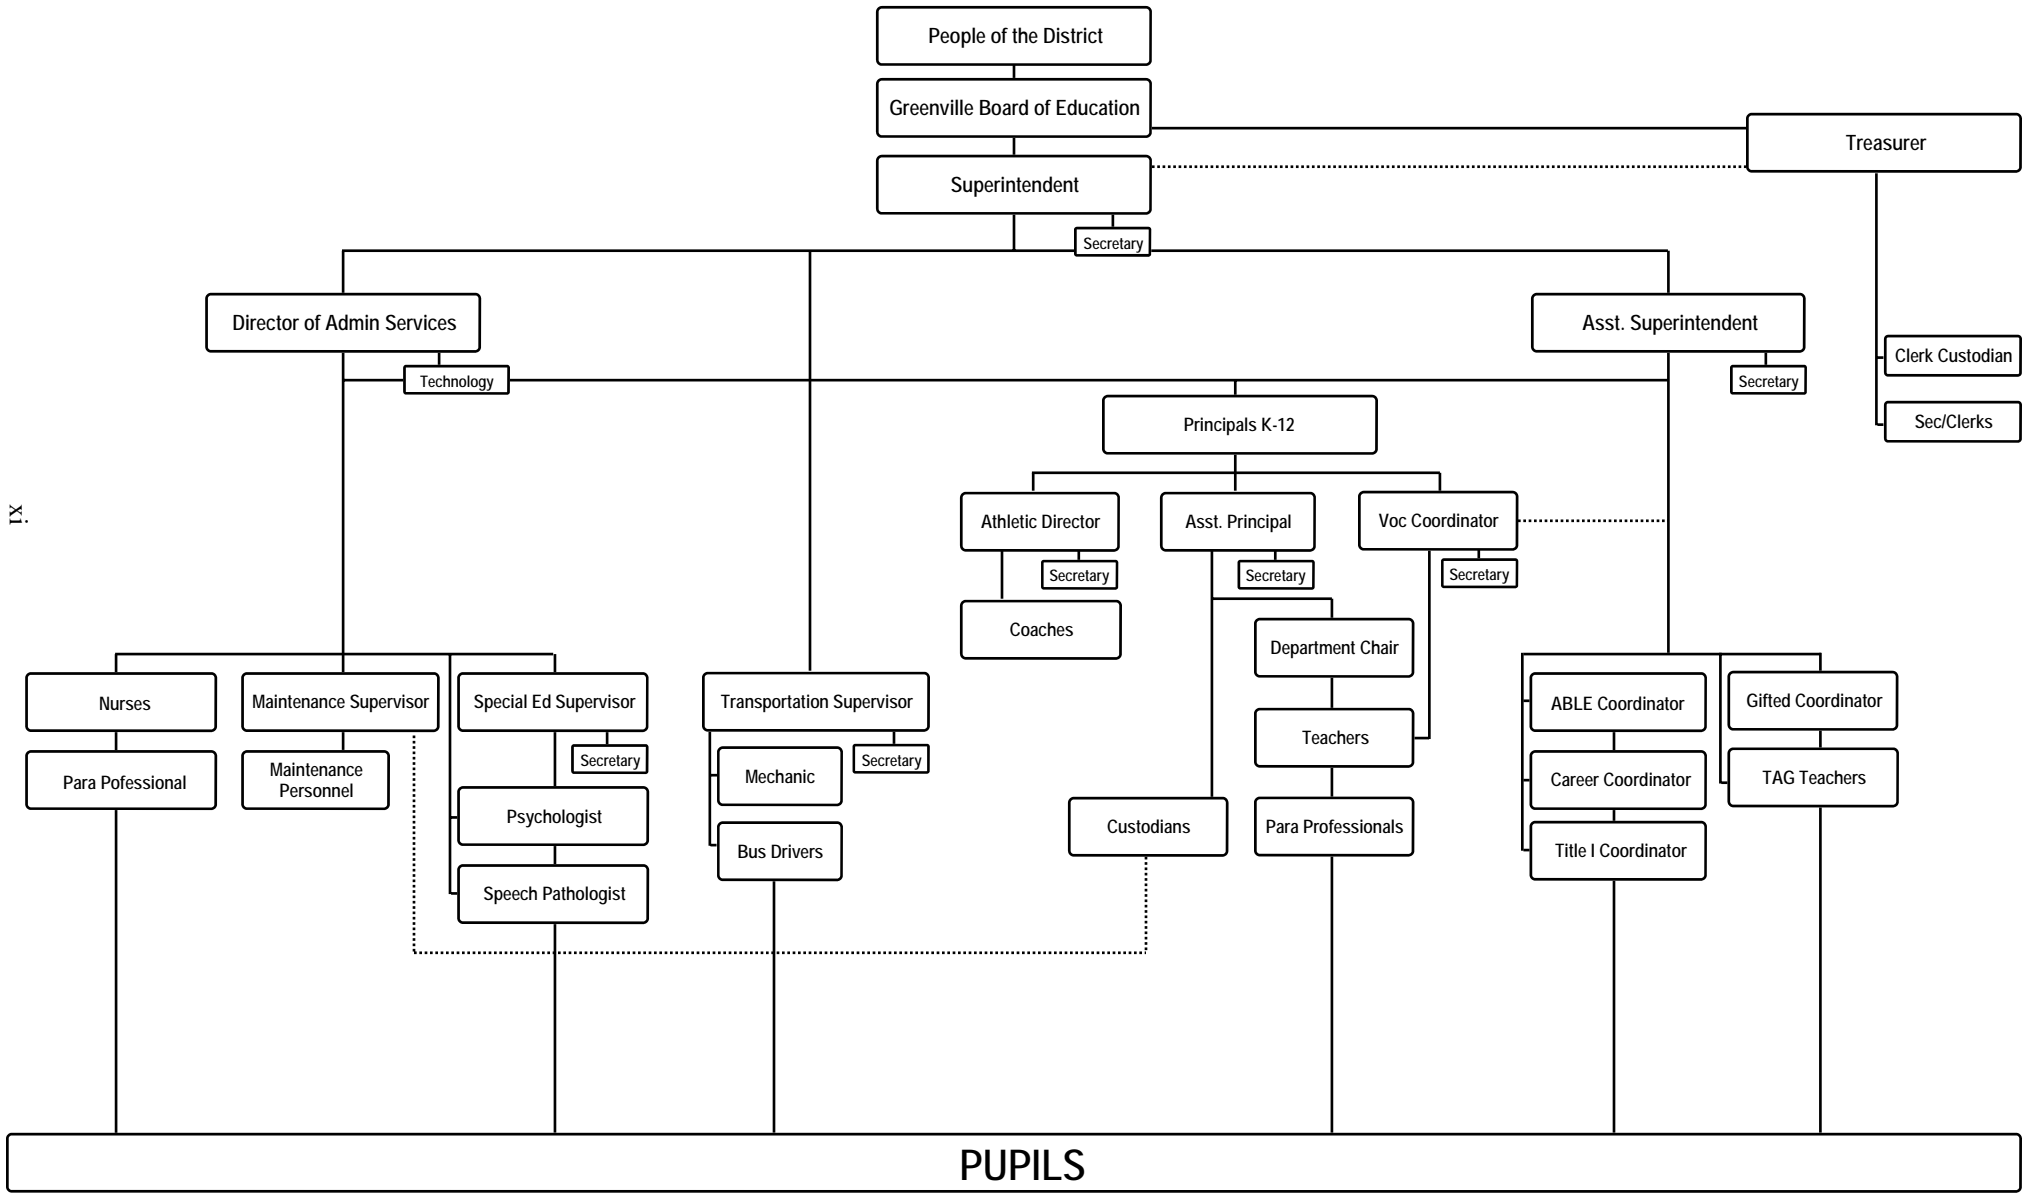 People of the District
Greenville Board of Education
Treasurer
Superintendent
Secretary
Director of Admin Services
Asst. Superintendent
Technology
Secretary
Clerk Custodian
Sec/Clerks
Principals K-12
xi
Athletic Director
Asst. Principal
Voc Coordinator
Secretary
Secretary
Secretary
Coaches
Department Chair
Nurses
Maintenance Supervisor
Special Ed Supervisor
Transportation Supervisor
Teachers
ABLE Coordinator
Gifted Coordinator
Secretary
Secretary
Para Pofessional
Maintenance
Personnel
Mechanic
Career Coordinator
TAG Teachers
Psychologist
Bus Drivers
Custodians
Para Professionals
Title I Coordinator
Speech Pathologist
PUPILS